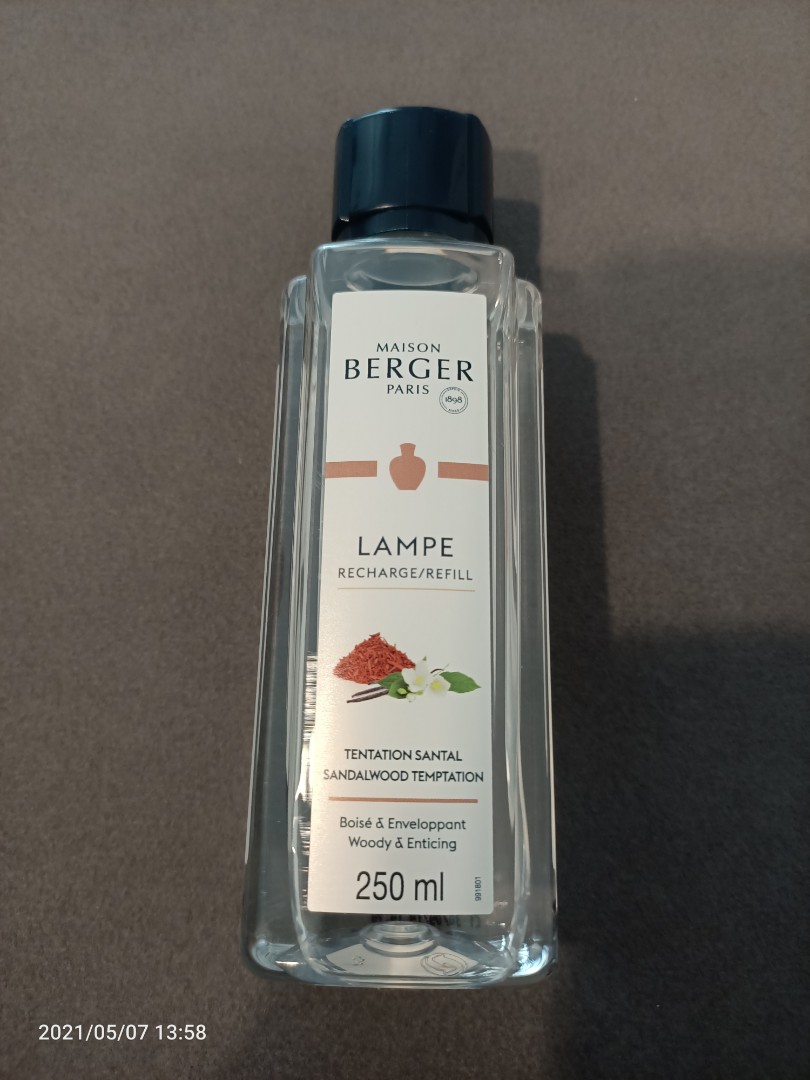 MAISON
BERGER
PARIS
1898
LAMPE
RECHARGE/REFILL
TENTATION SANTAL
SANDALWOOD TEMPTATION
Boisé & Enveloppant
Woody & Enticing
250 ml
991801
2021/05/07 13:58